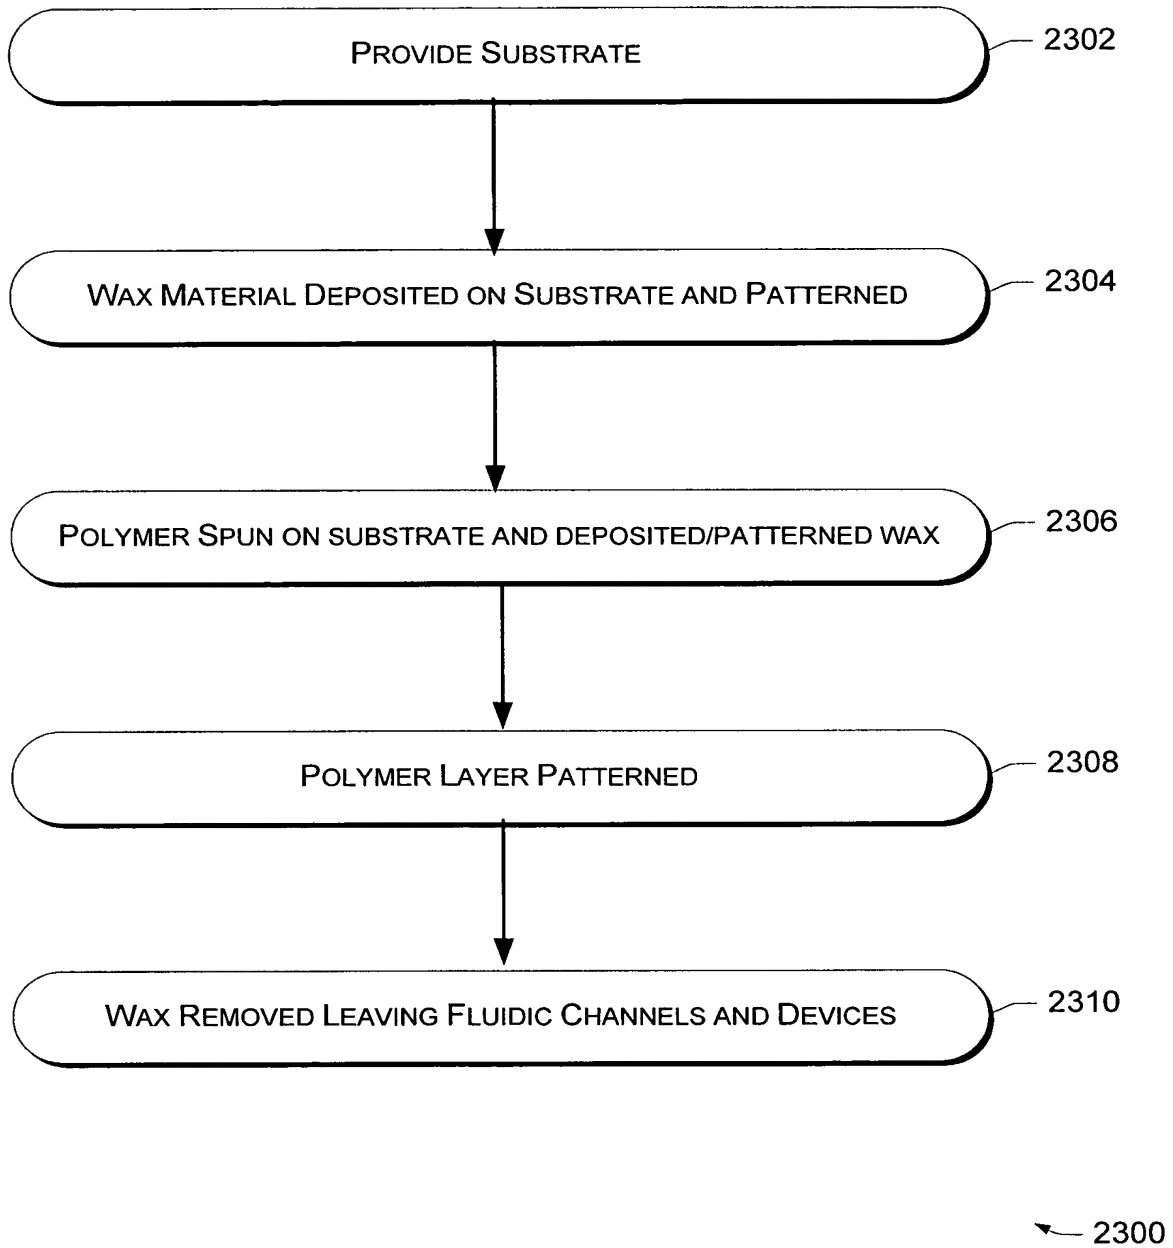 PROVIDE SUBSTRATE
2302
WAX MATERIAL DEPOSITED ON SUBSTRATE AND PATTERNED
2304
POLYMER SPUN ON SUBSTRATE AND DEPOSITED/PATTERNED WAX
2306
POLYMER LAYER PATTERNED
2308
WAX REMOVED LEAVING FLUIDIC CHANNELS AND DEVICES
2310
2300